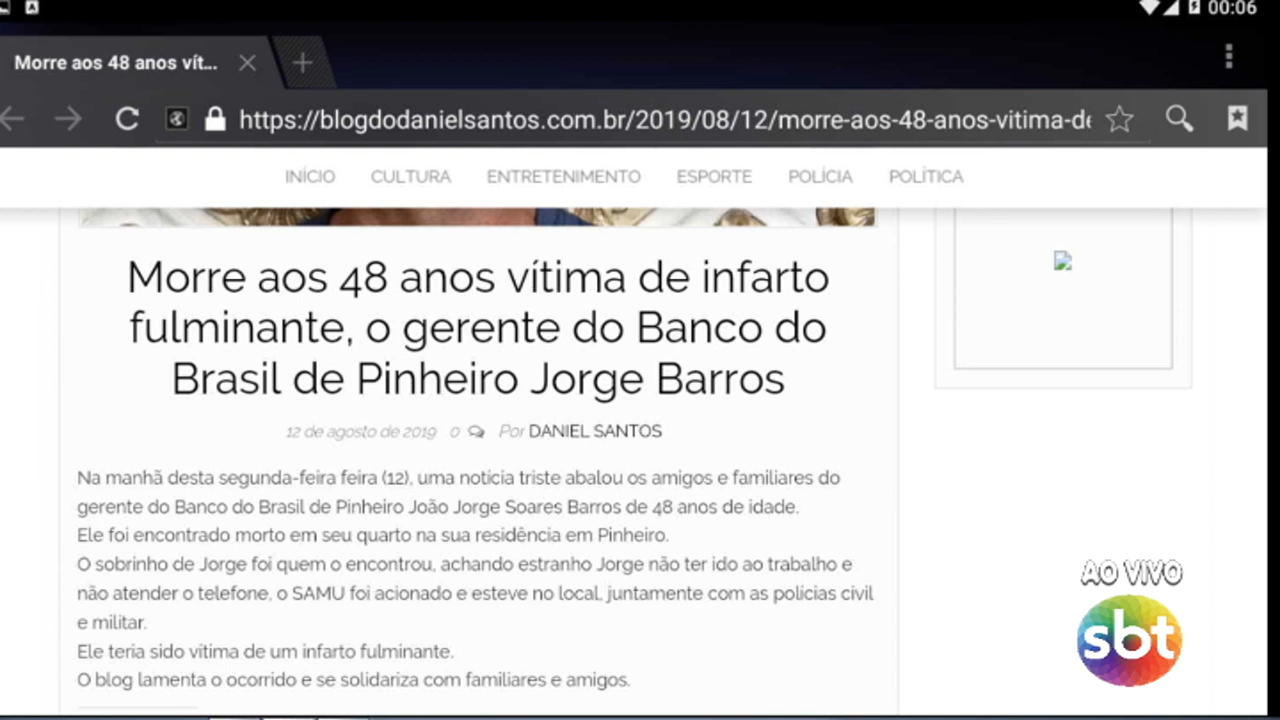 00:06
Morre aos 48 anos vít...
https://blogdodanielsantos.com.br/2019/08/12/morre-aos-48-anos-vitima-de
INÍCIO CULTURA ENTRETENIMENTO ESPORTE POLÍCIA POLÍTICA
Morre aos 48 anos vítima de infarto
fulminante, o gerente do Banco do
Brasil de Pinheiro Jorge Barros
12 de agosto de 2019 0 Por DANIEL SANTOS
Na manhã desta segunda-feira feira (12), uma noticia triste abalou os amigos e familiares do
gerente do Banco do Brasil de Pinheiro João Jorge Soares Barros de 48 anos de idade.
Ele foi encontrado morto em seu quarto na sua residência em Pinheiro.
O sobrinho de Jorge foi quem o encontrou, achando estranho Jorge não ter ido ao trabalho e
não atender o telefone, o SAMU foi acionado e esteve no local, juntamente com as policias civil
e militar.
Ele teria sido vítima de um infarto fulminante.
O blog lamenta o ocorrido e se solidariza com familiares e amigos.
AO VIVO
sbt